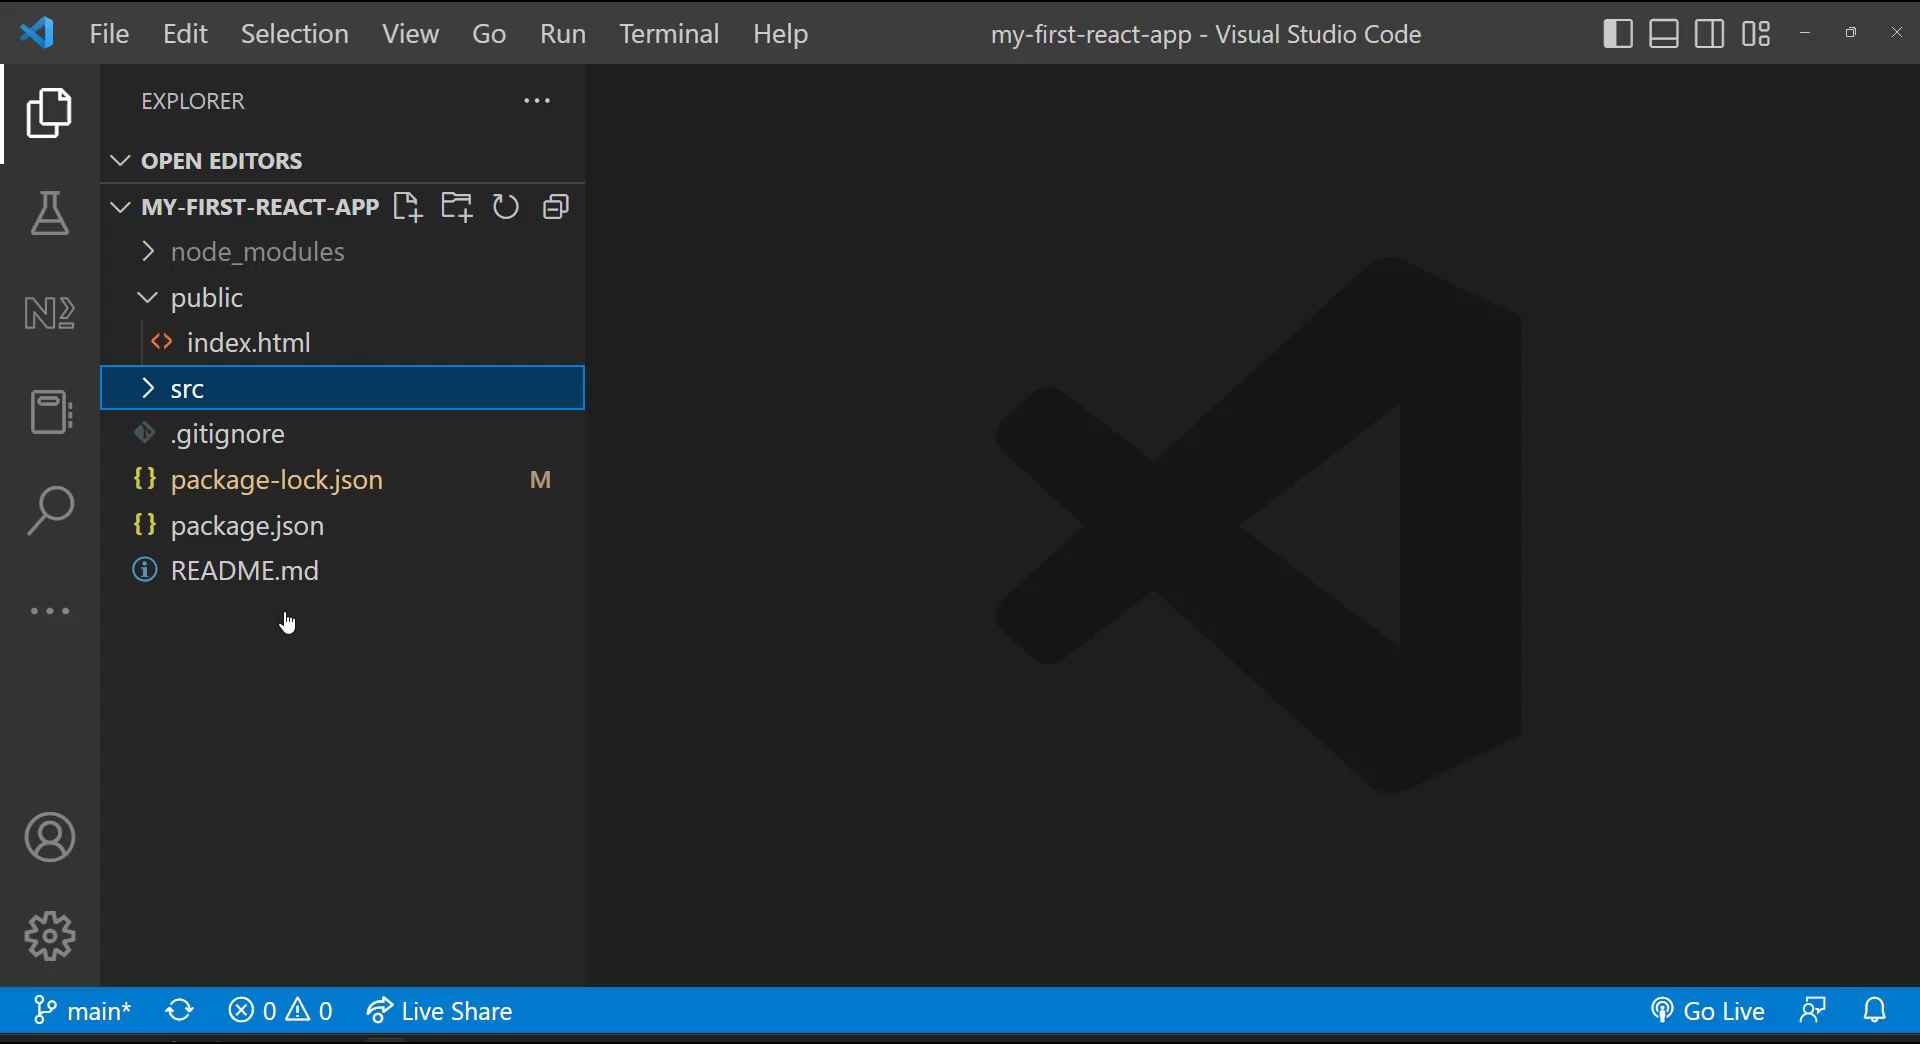 File Edit Selection View Go Run Terminal Help my-first-react-app - Visual Studio Code
EXPLORER
OPEN EDITORS
MY-FIRST-REACT-APP
node_modules
public
<> index.html
src
.gitignore
{} package-lock.json M
{} package.json
README.md
main* 0 0 Live Share Go Live